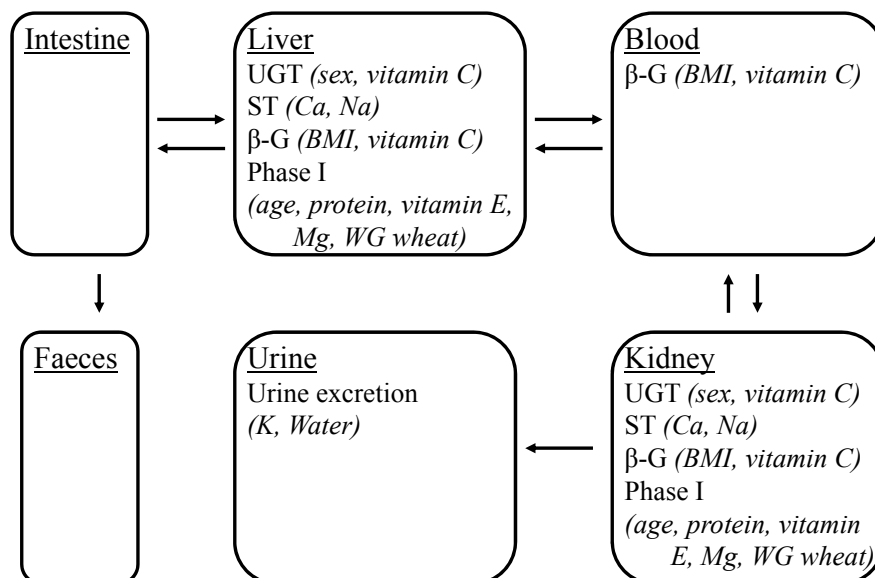 Intestine
Liver
UGT (sex, vitamin C)
ST (Ca, Na)
β-G (BMI, vitamin C)
Phase I
(age, protein, vitamin E,
Mg, WG wheat)
Blood
β-G (BMI, vitamin C)
Faeces
Urine
Urine excretion
(K, Water)
Kidney
UGT (sex, vitamin C)
ST (Ca, Na)
β-G (BMI, vitamin C)
Phase I
(age, protein, vitamin
E, Mg, WG wheat)